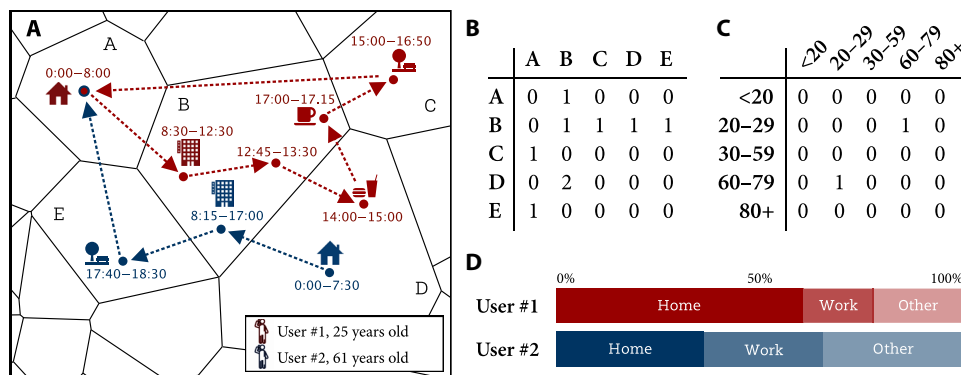 A
A
0:00−8:00
15:00−16:50
B
17:00−17.15
C
8:30−12:30
12:45−13:30
8:15−17:00
14:00−15:00
E
17:40−18:30
0:00−7:30
D
User #1, 25 years old
User #2, 61 years old
B
A B C D E
A 0 1 0 0 0
B 0 1 1 1 1
C 1 0 0 0 0
D 0 2 0 0 0
E 1 0 0 0 0
C
<20 20−29 30−59 60−79 80+
<20 0 0 0 0 0
20−29 0 0 0 1 0
30−59 0 0 0 0 0
60−79 0 1 0 0 0
80+ 0 0 0 0 0
D
0% 50% 100%
User #1 Home Work Other
User #2 Home Work Other